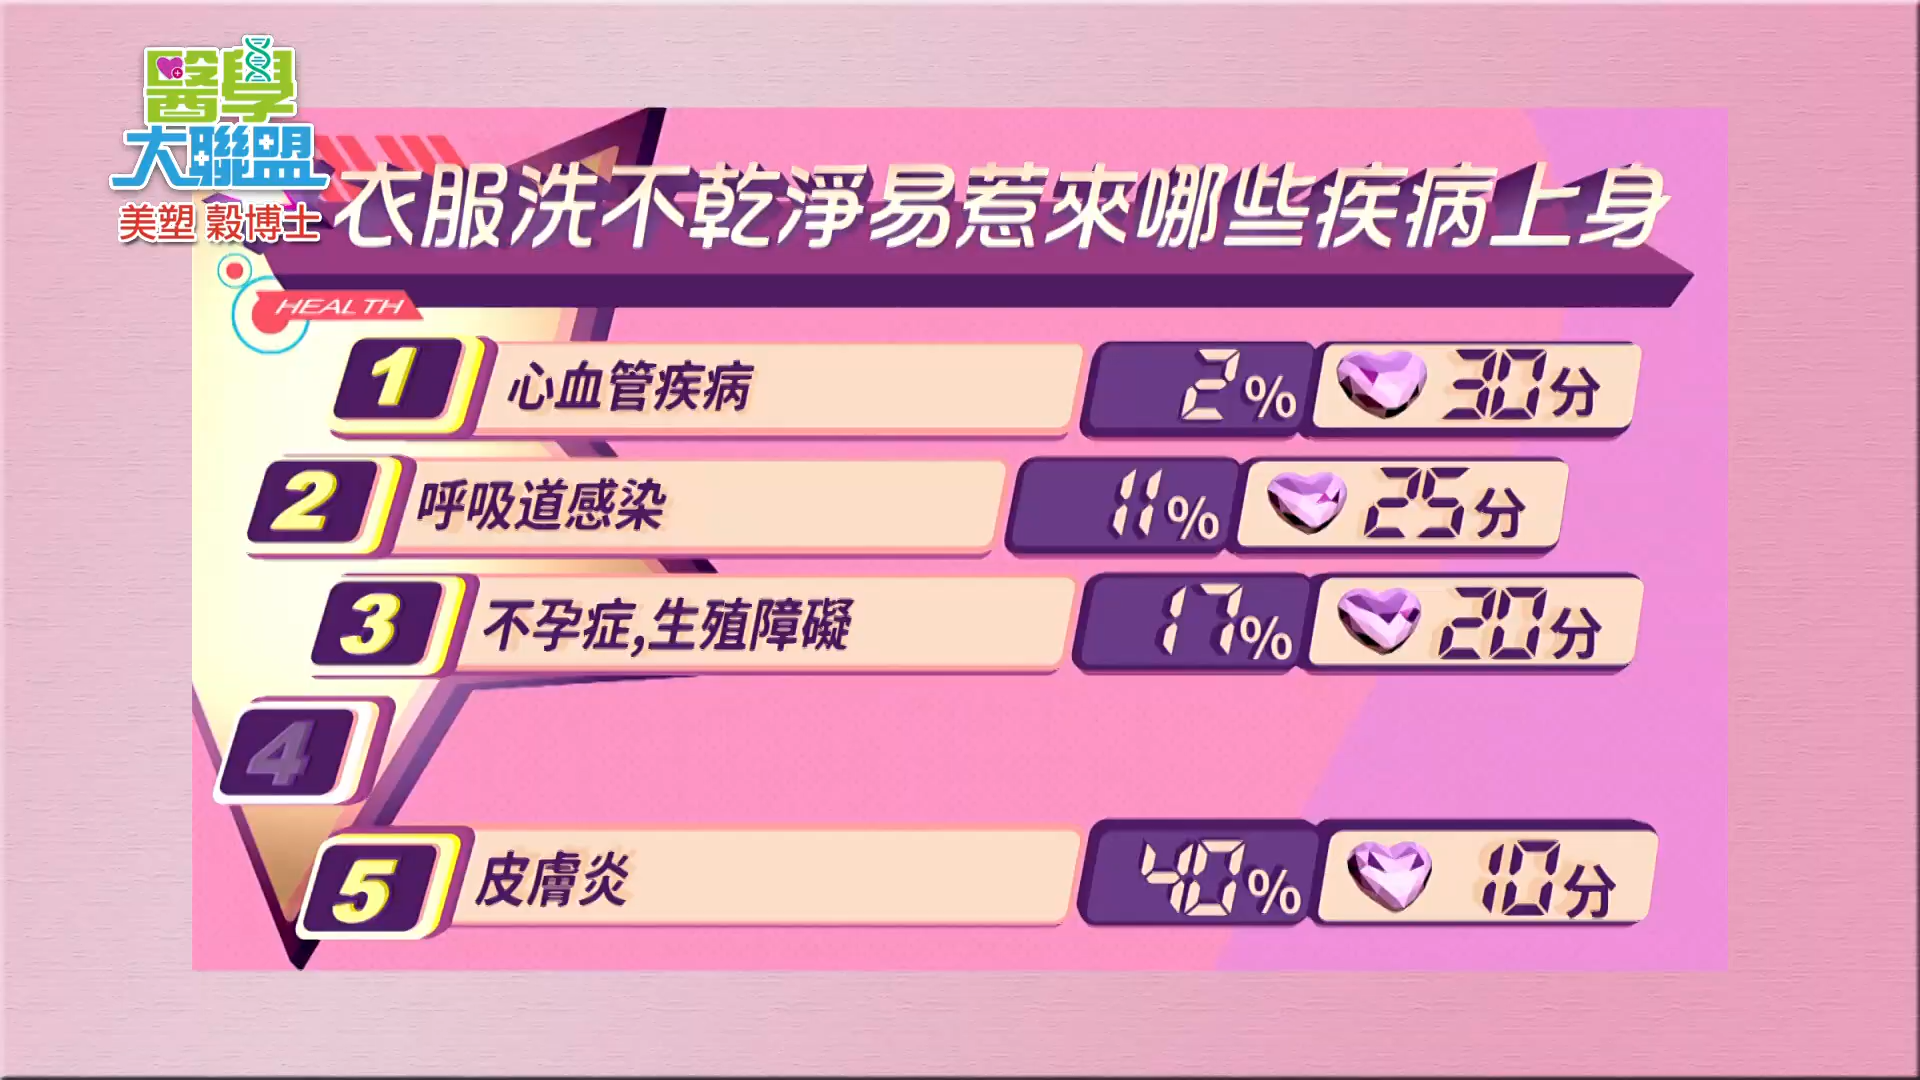 醫學
大聯盟
美塑 穀博士
衣服洗不乾淨易惹來哪些疾病上身
HEALTH
1 心血管疾病 2% 30分
2 呼吸道感染 11% 25分
3 不孕症,生殖障礙 17% 20分
4
5 皮膚炎 40% 10分